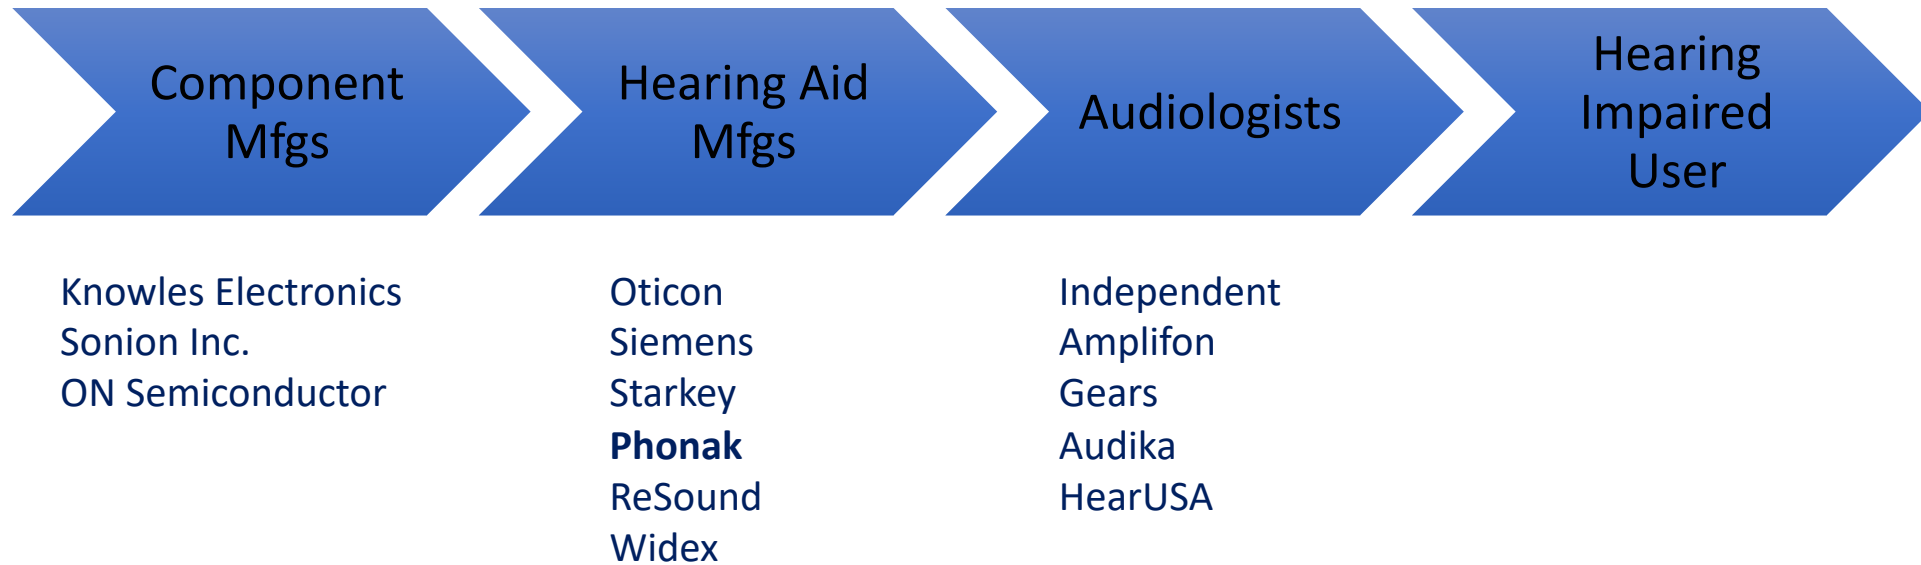 Component
Mfgs
Hearing Aid
Mfgs
Audiologists
Hearing
Impaired
User
Knowles Electronics
Sonion Inc.
ON Semiconductor
Oticon
Siemens
Starkey
Phonak
ReSound
Widex
Independent
Amplifon
Gears
Audika
HearUSA